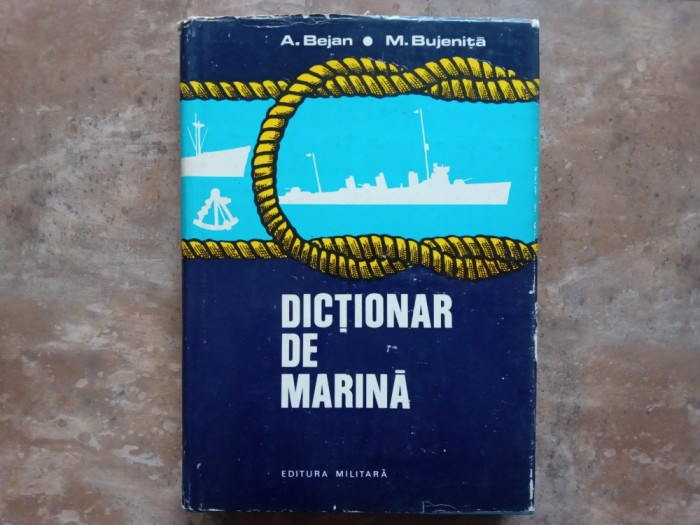 A. Bejan ● M. Bujeniță
DICȚIONAR
DE
MARINĂ
EDITURA MILITARĂ